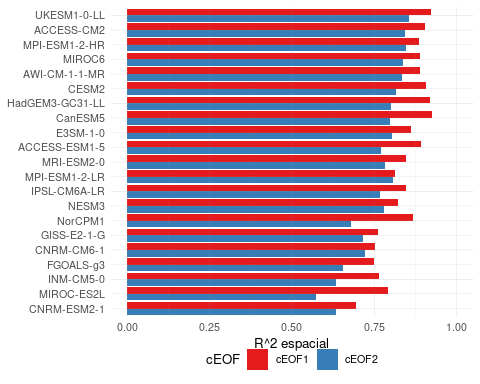 UKESM1-0-LL
ACCESS-CM2
MPI-ESM1-2-HR
MIROC6
AWI-CM-1-1-MR
CESM2
HadGEM3-GC31-LL
CanESM5
E3SM-1-0
ACCESS-ESM1-5
MRI-ESM2-0
MPI-ESM1-2-LR
IPSL-CM6A-LR
NESM3
NorCPM1
GISS-E2-1-G
CNRM-CM6-1
FGOALS-g3
INM-CM5-0
MIROC-ES2L
CNRM-ESM2-1
0.00 0.25 0.50 0.75 1.00
R^2 espacial
cEOF cEOF1 cEOF2